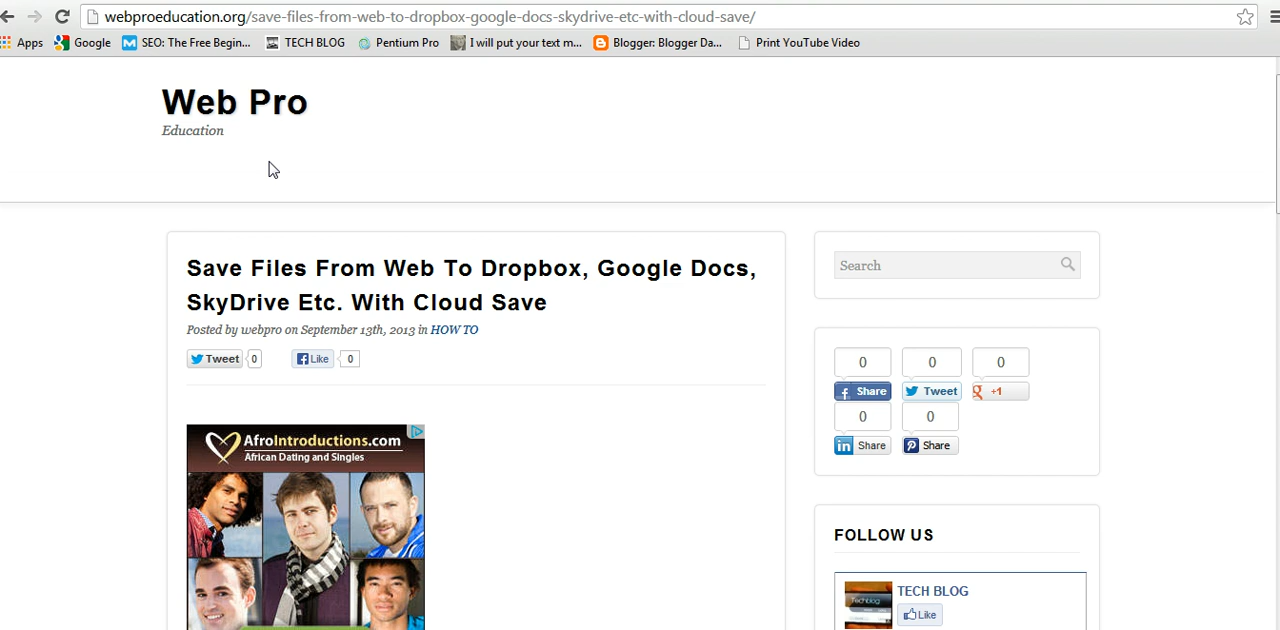 webproeducation.org/save-files-from-web-to-dropbox-google-docs-skydrive-etc-with-cloud-save/
Apps Google SEO: The Free Begin... TECH BLOG Pentium Pro I will put your text m... Blogger: Blogger Da... Print YouTube Video
Web Pro
Education
Save Files From Web To Dropbox, Google Docs,
SkyDrive Etc. With Cloud Save
Posted by webpro on September 13th, 2013 in HOW TO
Tweet 0 Like 0
AfroIntroductions.com
African Dating and Singles
Search
0 0 0
Share Tweet +1
0 0
Share Share
FOLLOW US
TECH BLOG
Like